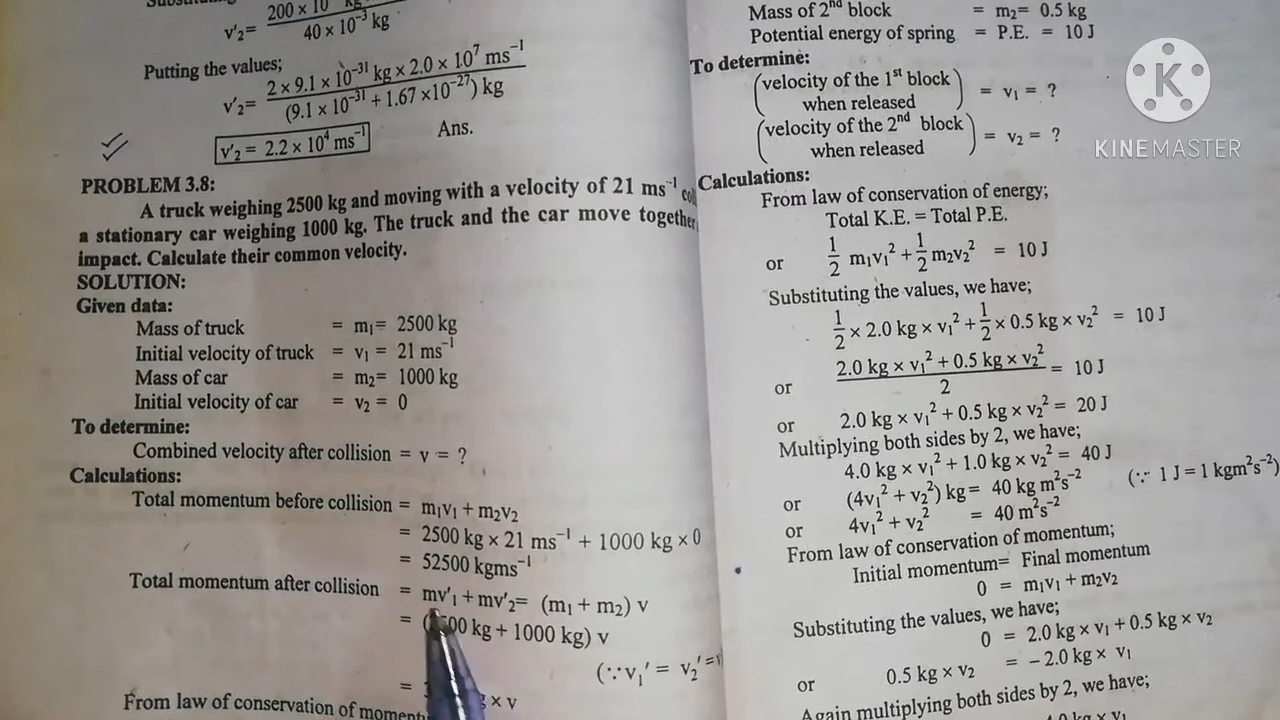 200 × 10
v'₂= 40 × 10⁻³ kg
Putting the values;
v'₂= 2 × 9.1 × 10⁻³¹ kg × 2.0 × 10⁷ ms⁻¹
(9.1 × 10⁻³¹ + 1.67 ×10⁻²⁷) kg
v'₂ = 2.2 × 10⁴ ms⁻¹ Ans.
PROBLEM 3.8:
A truck weighing 2500 kg and moving with a velocity of 21 ms⁻¹
a stationary car weighing 1000 kg. The truck and the car move together
impact. Calculate their common velocity.
SOLUTION:
Given data:
Mass of truck = m₁= 2500 kg
Initial velocity of truck = v₁ = 21 ms⁻¹
Mass of car = m₂= 1000 kg
Initial velocity of car = v₂ = 0
To determine:
Combined velocity after collision = v = ?
Calculations:
Total momentum before collision = m₁v₁ + m₂v₂
= 2500 kg × 21 ms⁻¹ + 1000 kg × 0
= 52500 kgms⁻¹
Total momentum after collision = mv'₁ + mv'₂= (m₁ + m₂) v
= ( kg + 1000 kg) v
(∵ v₁' = v₂' =
= × v
From law of conservation of
Mass of 2nd block = m₂= 0.5 kg
Potential energy of spring = P.E. = 10 J
To determine:
(velocity of the 1st block
when released) = v₁ = ?
(velocity of the 2nd block
when released) = v₂ = ?
KINEMASTER
Calculations:
From law of conservation of energy;
Total K.E. = Total P.E.
or 1/2 m₁v₁² + 1/2 m₂v₂² = 10 J
Substituting the values, we have;
1/2 × 2.0 kg × v₁² + 1/2 × 0.5 kg × v₂² = 10 J
or 2.0 kg × v₁² + 0.5 kg × v₂² / 2 = 10 J
or 2.0 kg × v₁² + 0.5 kg × v₂² = 20 J
Multiplying both sides by 2, we have;
4.0 kg × v₁² + 1.0 kg × v₂² = 40 J
or (4v₁² + v₂²) kg = 40 kg m²s⁻² (∵ 1 J = 1 kgm²s⁻²)
or 4v₁² + v₂² = 40 m²s⁻²
From law of conservation of momentum;
Initial momentum= Final momentum
0 = m₁v₁ + m₂v₂
Substituting the values, we have;
0 = 2.0 kg × v₁ + 0.5 kg × v₂
or 0.5 kg × v₂ = − 2.0 kg × v₁
Again multiplying both sides by 2, we have;